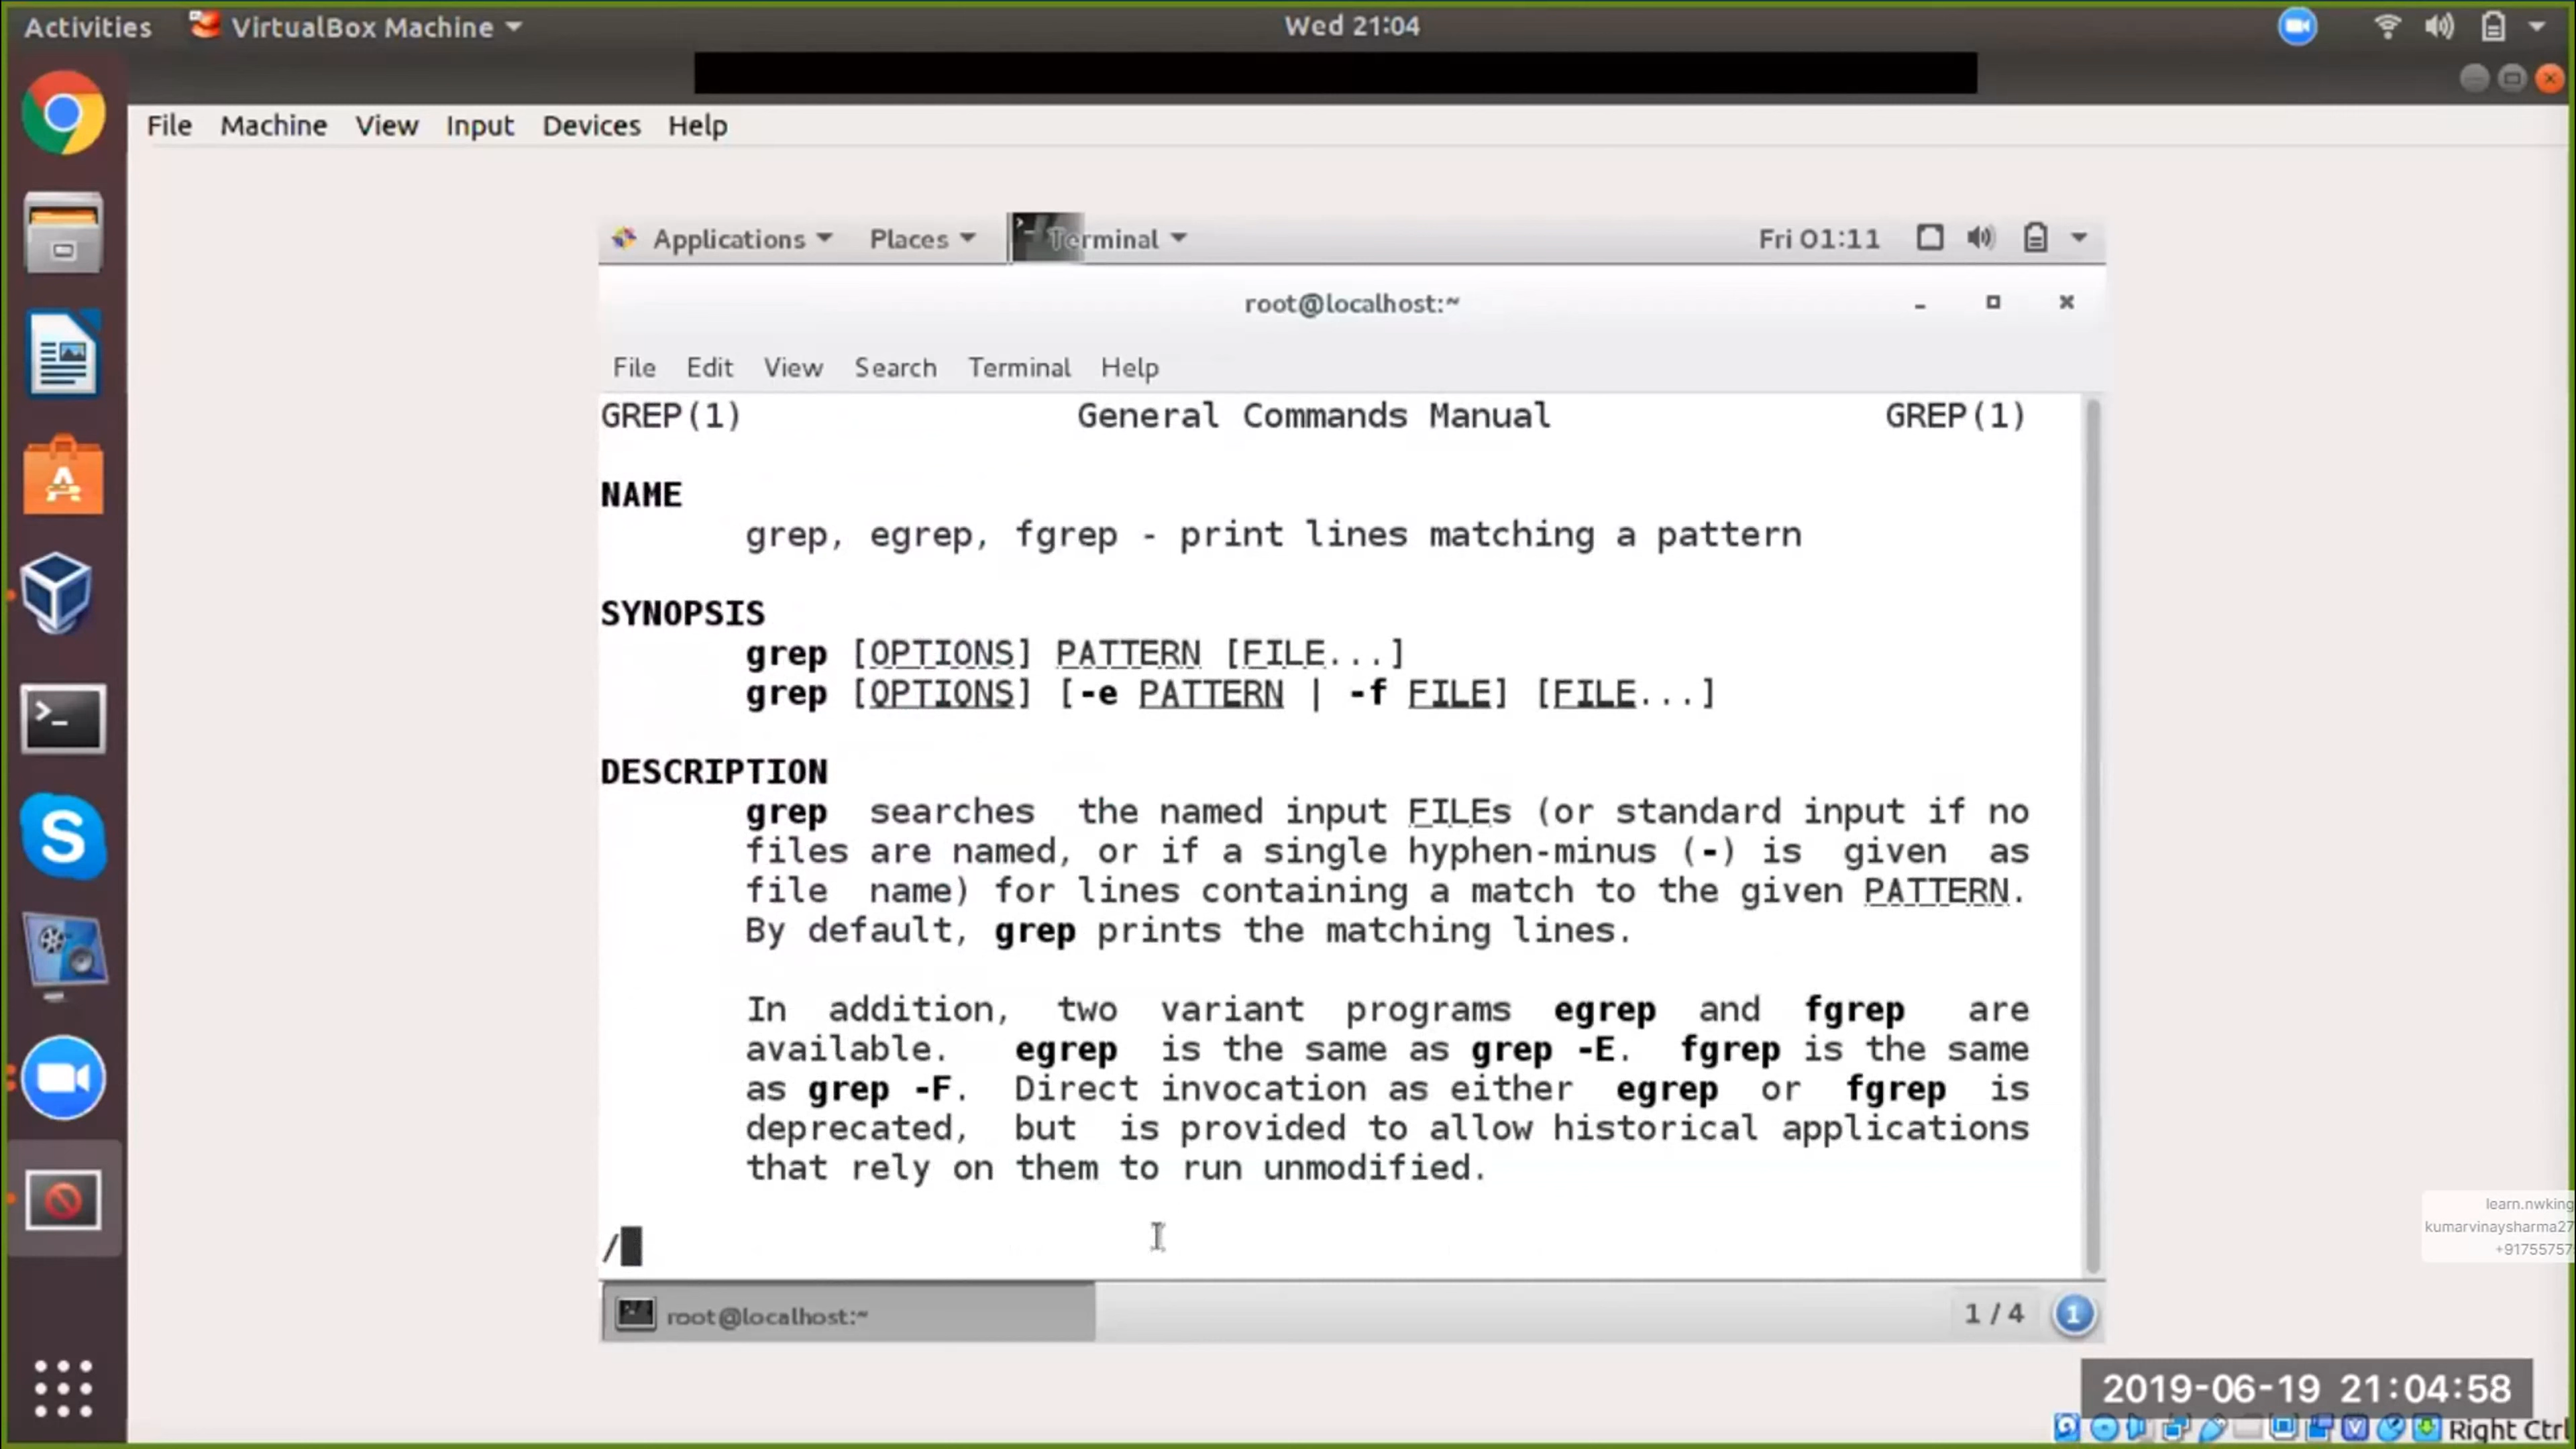 Activities VirtualBox Machine Wed 21:04
File Machine View Input Devices Help
Applications Places Terminal Fri 01:11
root@localhost:~
File Edit View Search Terminal Help
GREP(1) General Commands Manual GREP(1)
NAME
grep, egrep, fgrep - print lines matching a pattern
SYNOPSIS
grep [OPTIONS] PATTERN [FILE...]
grep [OPTIONS] [-e PATTERN | -f FILE] [FILE...]
DESCRIPTION
grep searches the named input FILEs (or standard input if no
files are named, or if a single hyphen-minus (-) is given as
file name) for lines containing a match to the given PATTERN.
By default, grep prints the matching lines.
In addition, two variant programs egrep and fgrep are
available. egrep is the same as grep -E. fgrep is the same
as grep -F. Direct invocation as either egrep or fgrep is
deprecated, but is provided to allow historical applications
that rely on them to run unmodified.
/
learn.nwking
kumarvinaysharma27
+91755757
root@localhost:~ 1 / 4 1
2019-06-19 21:04:58
Right Ctrl